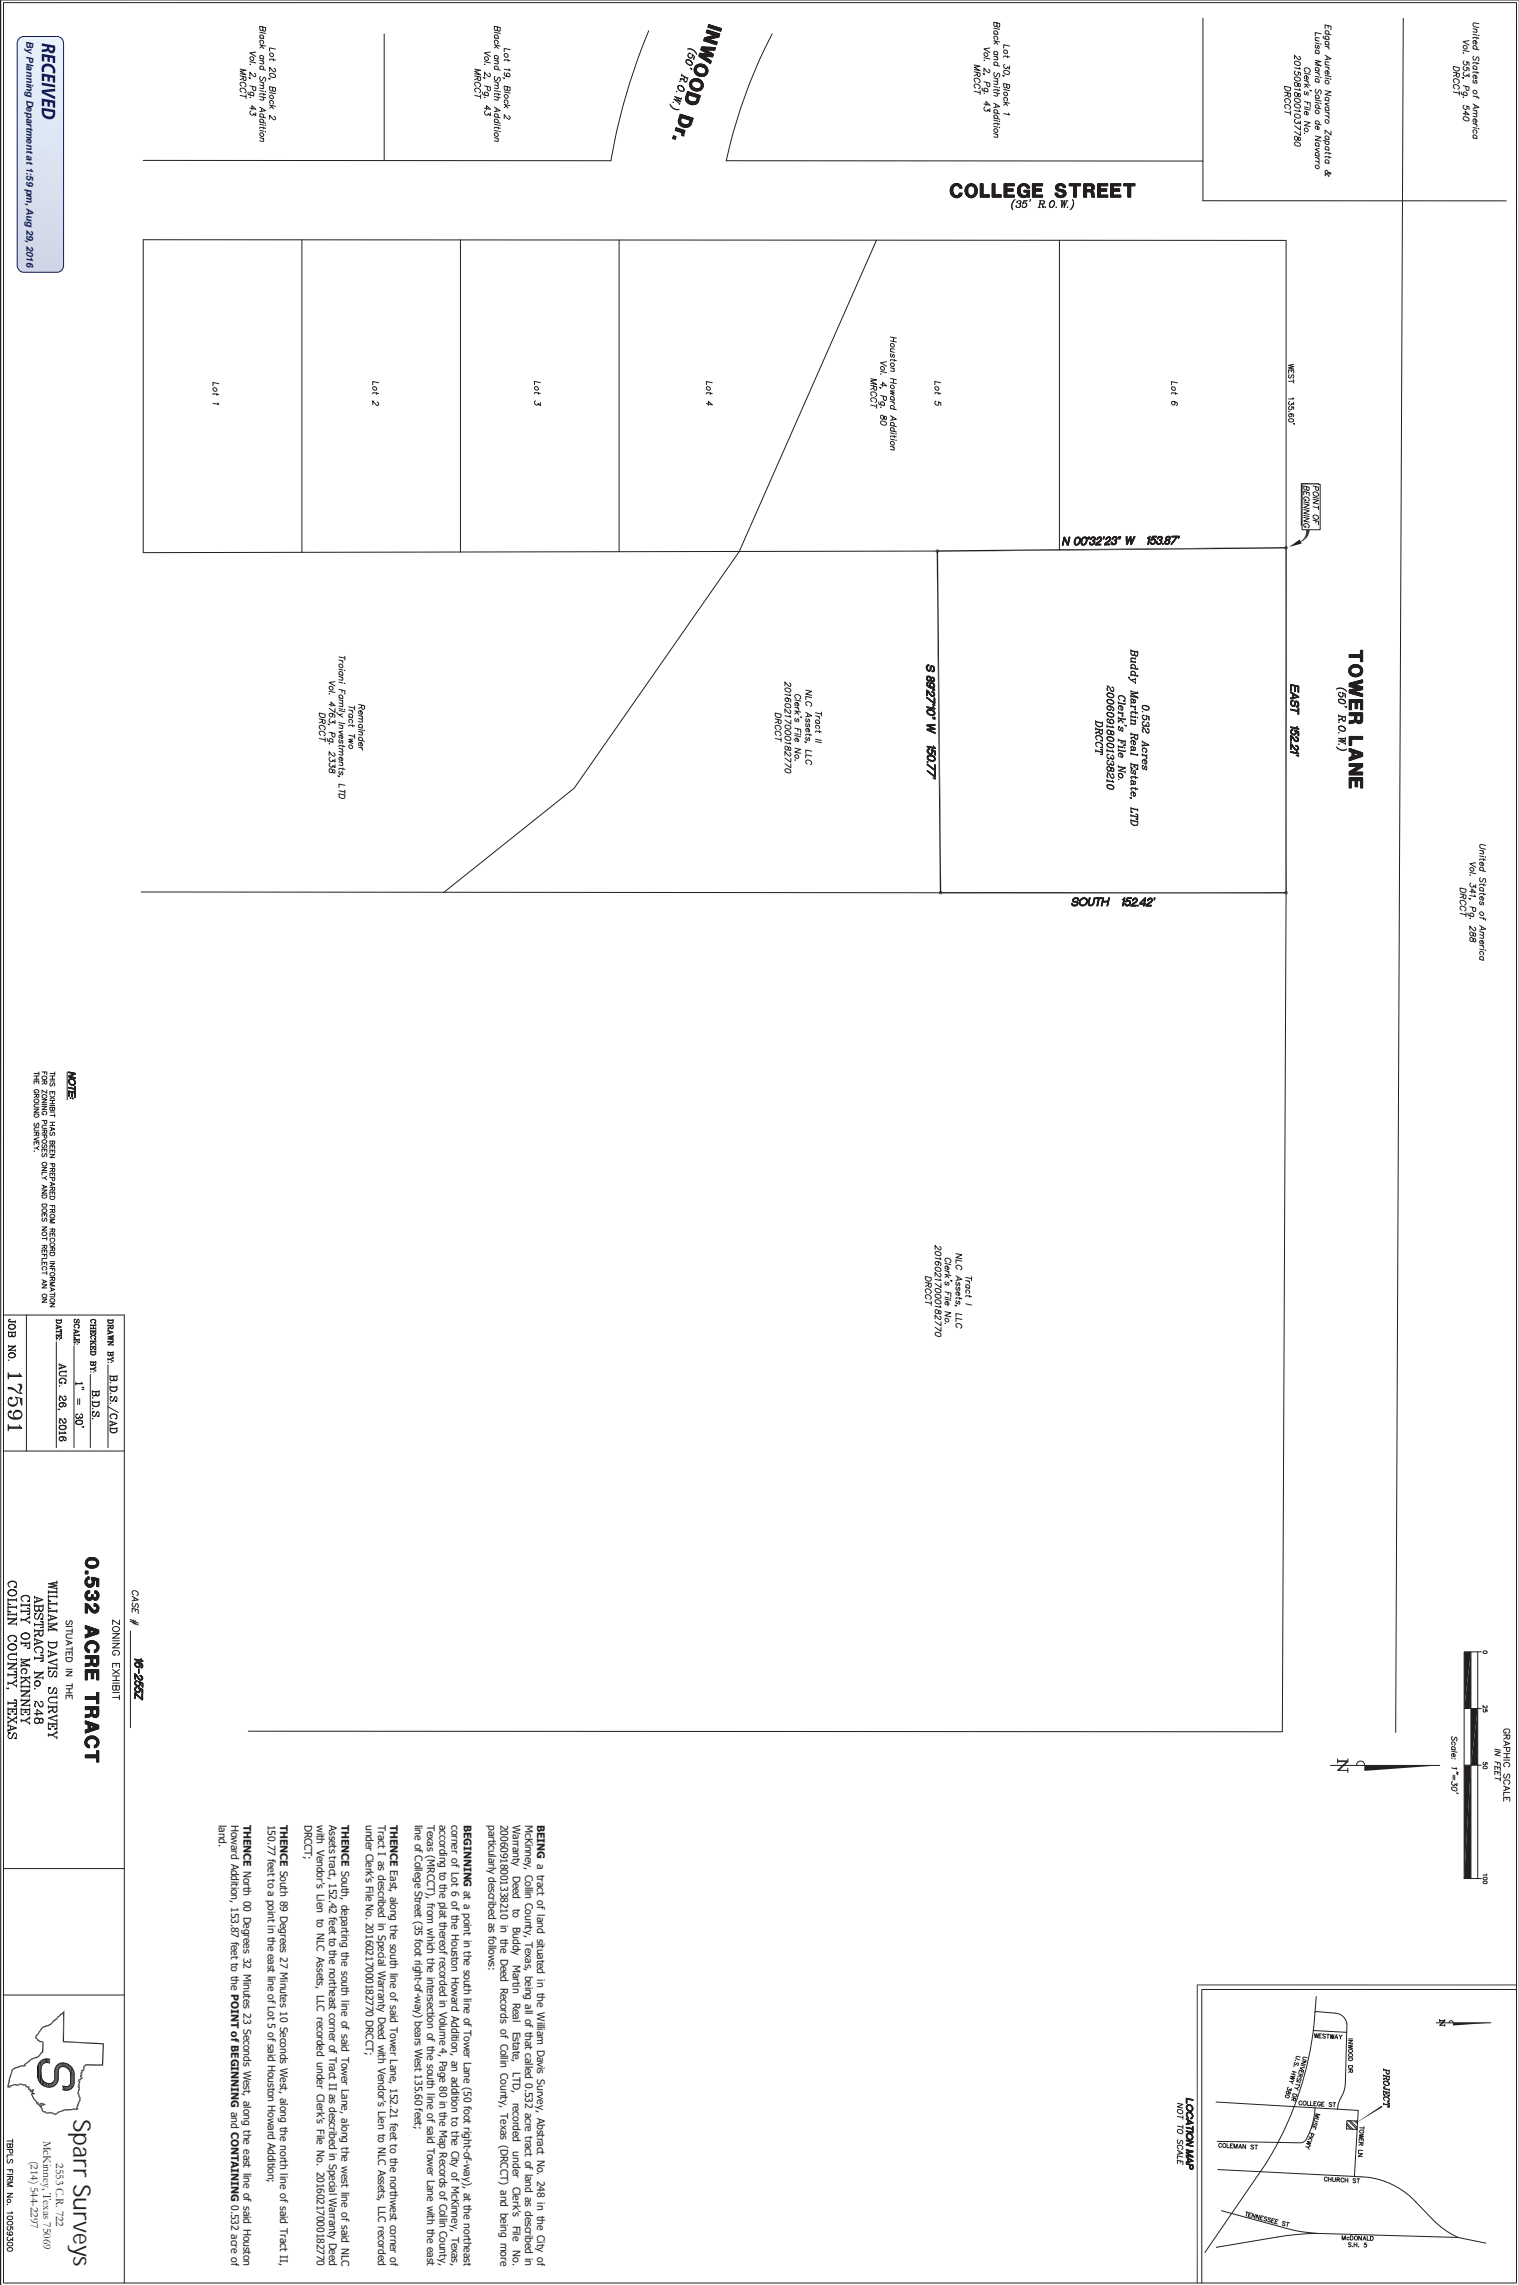 United States of America
Vol. 553, Pg. 540
DRCCT
Edgar Aurelio Navarro Zapatta &
Luisa Maria Salido de Navarro
Clerk's File No.
20150818001037780
DRCCT
Lot 30, Block 1
Black and Smith Addition
Vol. 2, Pg. 43
MRCCT
INWOOD Dr.
(50' R.O.W.)
Lot 19, Block 2
Black and Smith Addition
Vol. 2, Pg. 43
MRCCT
Lot 20, Block 2
Black and Smith Addition
Vol. 2, Pg. 43
MRCCT
RECEIVED
By Planning Department at 1:59 pm, Aug 29, 2016
COLLEGE STREET
(35' R.O.W.)
WEST 135.60'
POINT OF
BEGINNING
Lot 6
Lot 5
Houston Howard Addition
Vol. 4, Pg. 80
MRCCT
Lot 4
Lot 3
Lot 2
Lot 1
N 00°32'23" W 153.87'
TOWER LANE
(50' R.O.W.)
EAST 152.21'
0.532 Acres
Buddy Martin Real Estate, LTD
Clerk's File No.
20060918001338210
DRCCT
S 89°27'10" W 150.77'
SOUTH 152.42'
Tract II
NLC Assets, LLC
Clerk's File No.
20160217000182770
DRCCT
Remainder
Tract Two
Troiani Family Investments, LTD
Vol. 4763, Pg. 2338
DRCCT
United States of America
Vol. 341, Pg. 288
DRCCT
Tract I
NLC Assets, LLC
Clerk's File No.
20160217000182770
DRCCT
GRAPHIC SCALE
IN FEET
0 25 50 100
Scale: 1"=30'
N
BEING a tract of land situated in the William Davis Survey, Abstract No. 248 in the City of
McKinney, Collin County, Texas, being all of that called 0.532 acre tract of land as described in
Warranty Deed to Buddy Martin Real Estate, LTD, recorded under Clerk's File No.
20060918001338210 in the Deed Records of Collin County, Texas (DRCCT) and being more
particularly described as follows:
BEGINNING at a point in the south line of Tower Lane (50 foot right-of-way), at the northeast
corner of Lot 6 of the Houston Howard Addition, an addition to the City of McKinney, Texas,
according to the plat thereof recorded in Volume 4, Page 80 in the Map Records of Collin County,
Texas (MRCCT), from which the intersection of the south line of said Tower Lane with the east
line of College Street (35 foot right-of-way) bears West 135.60 feet;
THENCE East, along the south line of said Tower Lane, 152.21 feet to the northwest corner of
Tract I as described in Special Warranty Deed with Vendor's Lien to NLC Assets, LLC recorded
under Clerk's File No. 20160217000182770 DRCCT;
THENCE South, departing the south line of said Tower Lane, along the west line of said NLC
Assets tract, 152.42 feet to the northeast corner of Tract II as described in Special Warranty Deed
with Vendor's Lien to NLC Assets, LLC recorded under Clerk's File No. 20160217000182770
DRCCT;
THENCE South 89 Degrees 27 Minutes 10 Seconds West, along the north line of said Tract II,
150.77 feet to a point in the east line of Lot 5 of said Houston Howard Addition;
THENCE North 00 Degrees 32 Minutes 23 Seconds West, along the east line of said Houston
Howard Addition, 153.87 feet to the POINT of BEGINNING and CONTAINING 0.532 acre of
land.
N
PROJECT
WESTWAY
INWOOD DR
UNIVERSITY DR
U.S. HWY 380
COLLEGE ST
TOWER LN
COLEMAN ST
CHURCH ST
TENNESSEE ST
McDONALD
S.H. 5
LOCATION MAP
NOT TO SCALE
NOTE:
THIS EXHIBIT HAS BEEN PREPARED FROM RECORD INFORMATION
FOR ZONING PURPOSES ONLY AND DOES NOT REFLECT AN ON
THE GROUND SURVEY.
DRAWN BY: B.D.S./CAD
CHECKED BY: B.D.S.
SCALE: 1" = 30'
DATE: AUG. 26, 2016
JOB NO. 17591
CASE # 16-255Z
ZONING EXHIBIT
0.532 ACRE TRACT
SITUATED IN THE
WILLIAM DAVIS SURVEY
ABSTRACT No. 248
CITY OF McKINNEY
COLLIN COUNTY, TEXAS
S
Sparr Surveys
2553 C.R. 722
McKinney, Texas 75069
(214) 544-2297
TBPLS FIRM No. 10059300